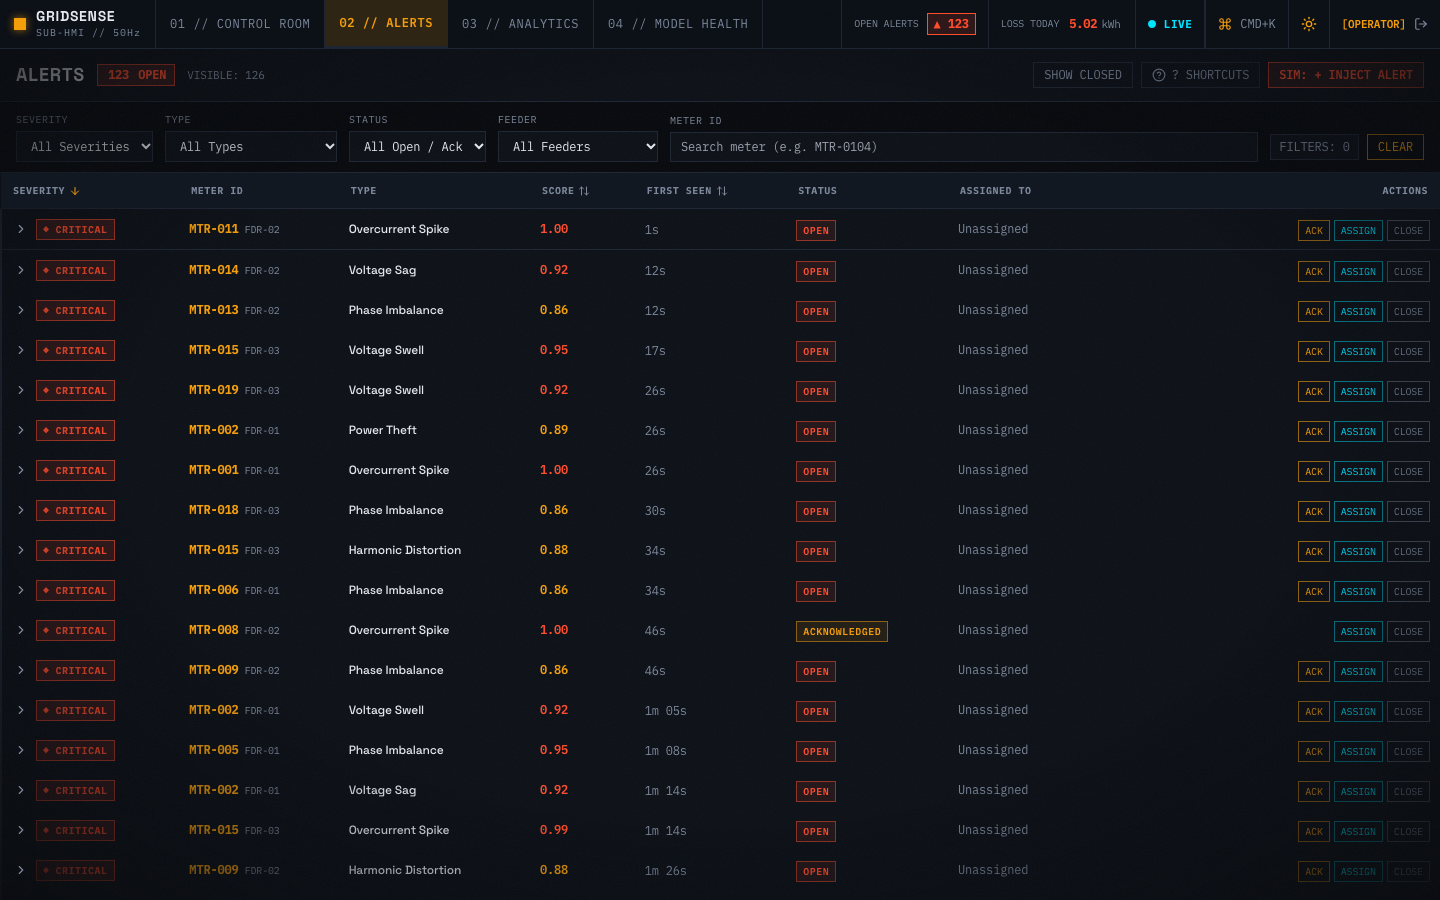 GRIDSENSE
SUB-HMI // 50Hz
01 // CONTROL ROOM
02 // ALERTS
03 // ANALYTICS
04 // MODEL HEALTH
OPEN ALERTS ▲ 123
LOSS TODAY 5.02 kWh
● LIVE
⌘ CMD+K
[OPERATOR]
ALERTS 123 OPEN VISIBLE: 126
SHOW CLOSED
? SHORTCUTS
SIM: + INJECT ALERT
SEVERITY TYPE STATUS FEEDER METER ID
All Severities All Types All Open / Ack All Feeders Search meter (e.g. MTR-0104) FILTERS: 0 CLEAR
SEVERITY ↓ METER ID TYPE SCORE ↑↓ FIRST SEEN ↑↓ STATUS ASSIGNED TO ACTIONS
◆ CRITICAL MTR-011 FDR-02 Overcurrent Spike 1.00 1s OPEN Unassigned ACK ASSIGN CLOSE
◆ CRITICAL MTR-014 FDR-02 Voltage Sag 0.92 12s OPEN Unassigned ACK ASSIGN CLOSE
◆ CRITICAL MTR-013 FDR-02 Phase Imbalance 0.86 12s OPEN Unassigned ACK ASSIGN CLOSE
◆ CRITICAL MTR-015 FDR-03 Voltage Swell 0.95 17s OPEN Unassigned ACK ASSIGN CLOSE
◆ CRITICAL MTR-019 FDR-03 Voltage Swell 0.92 26s OPEN Unassigned ACK ASSIGN CLOSE
◆ CRITICAL MTR-002 FDR-01 Power Theft 0.89 26s OPEN Unassigned ACK ASSIGN CLOSE
◆ CRITICAL MTR-001 FDR-01 Overcurrent Spike 1.00 26s OPEN Unassigned ACK ASSIGN CLOSE
◆ CRITICAL MTR-018 FDR-03 Phase Imbalance 0.86 30s OPEN Unassigned ACK ASSIGN CLOSE
◆ CRITICAL MTR-015 FDR-03 Harmonic Distortion 0.88 34s OPEN Unassigned ACK ASSIGN CLOSE
◆ CRITICAL MTR-006 FDR-01 Phase Imbalance 0.86 34s OPEN Unassigned ACK ASSIGN CLOSE
◆ CRITICAL MTR-008 FDR-02 Overcurrent Spike 1.00 46s ACKNOWLEDGED Unassigned ASSIGN CLOSE
◆ CRITICAL MTR-009 FDR-02 Phase Imbalance 0.86 46s OPEN Unassigned ACK ASSIGN CLOSE
◆ CRITICAL MTR-002 FDR-01 Voltage Swell 0.92 1m 05s OPEN Unassigned ACK ASSIGN CLOSE
◆ CRITICAL MTR-005 FDR-01 Phase Imbalance 0.95 1m 08s OPEN Unassigned ACK ASSIGN CLOSE
◆ CRITICAL MTR-002 FDR-01 Voltage Sag 0.92 1m 14s OPEN Unassigned ACK ASSIGN CLOSE
◆ CRITICAL MTR-015 FDR-03 Overcurrent Spike 0.99 1m 14s OPEN Unassigned ACK ASSIGN CLOSE
◆ CRITICAL MTR-009 FDR-02 Harmonic Distortion 0.88 1m 26s OPEN Unassigned ACK ASSIGN CLOSE